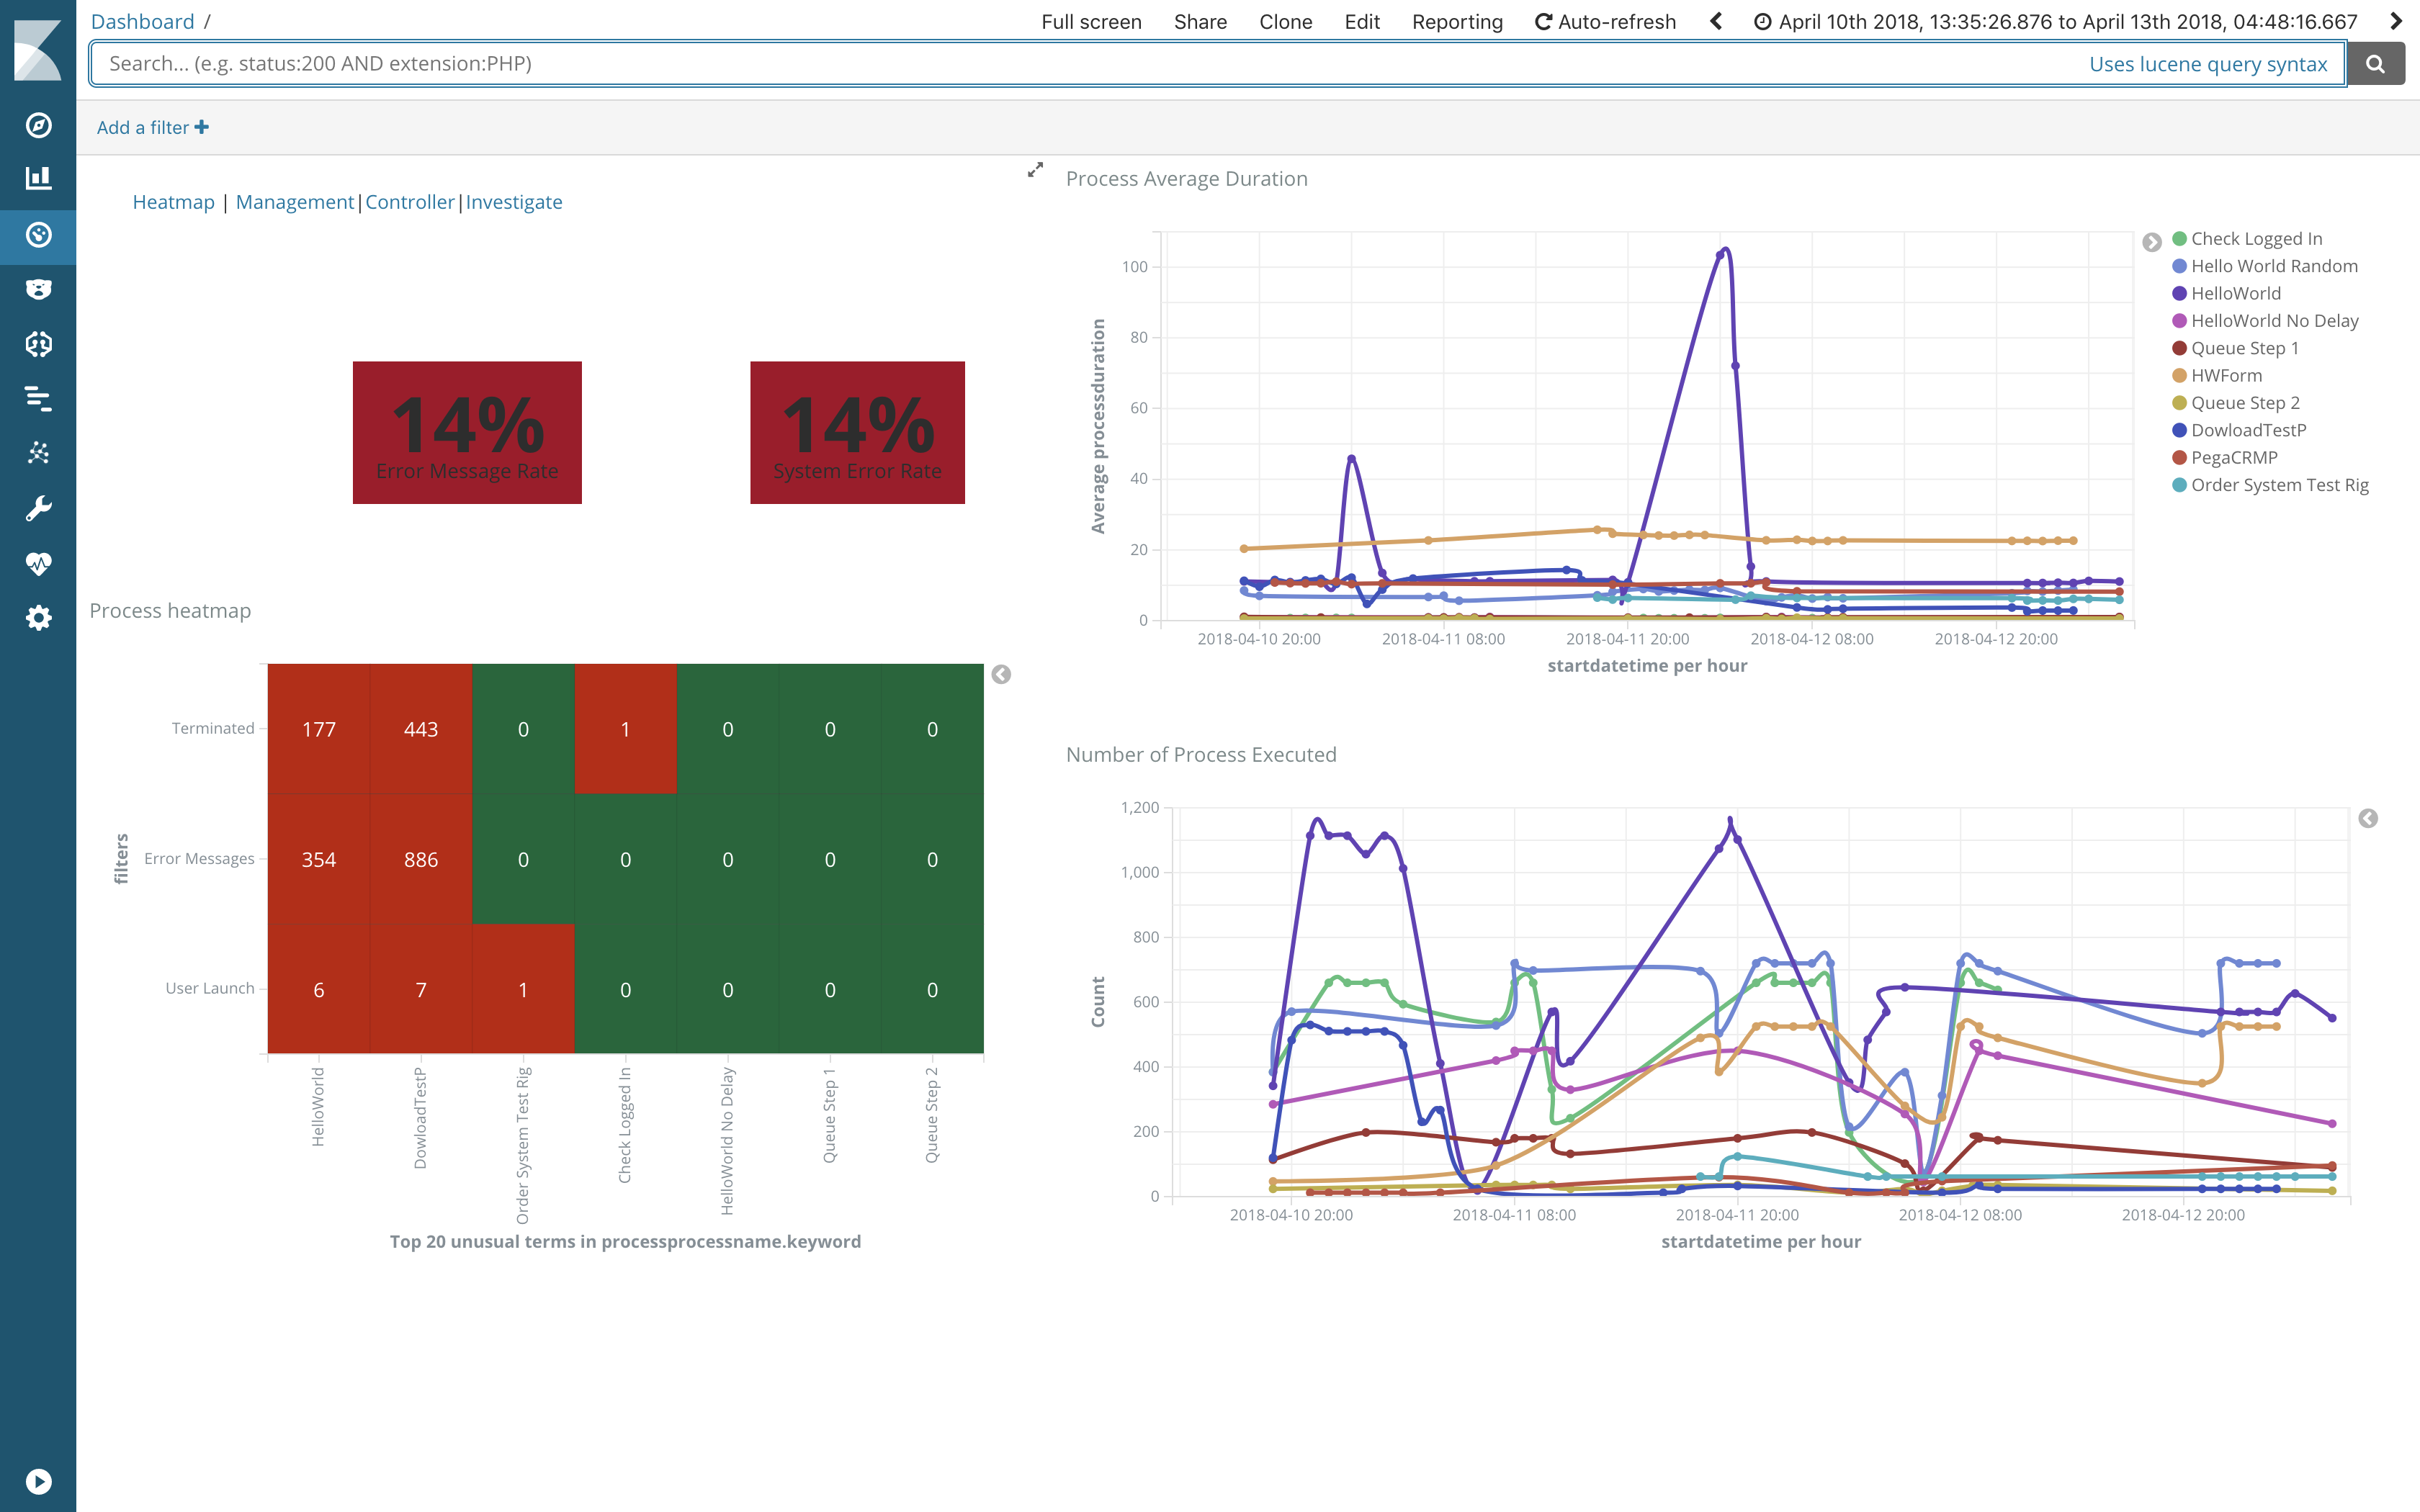 Dashboard /
Full screen Share Clone Edit Reporting Auto-refresh April 10th 2018, 13:35:26.876 to April 13th 2018, 04:48:16.667
Search... (e.g. status:200 AND extension:PHP) Uses lucene query syntax
Add a filter
Heatmap | Management|Controller|Investigate
14%
Error Message Rate
14%
System Error Rate
Process Average Duration
Average processduration
100
80
60
40
20
0
2018-04-10 20:00 2018-04-11 08:00 2018-04-11 20:00 2018-04-12 08:00 2018-04-12 20:00
startdatetime per hour
Check Logged In
Hello World Random
HelloWorld
HelloWorld No Delay
Queue Step 1
HWForm
Queue Step 2
DowloadTestP
PegaCRMP
Order System Test Rig
Process heatmap
filters
Terminated 177 443 0 1 0 0 0
Error Messages 354 886 0 0 0 0 0
User Launch 6 7 1 0 0 0 0
HelloWorld
DowloadTestP
Order System Test Rig
Check Logged In
HelloWorld No Delay
Queue Step 1
Queue Step 2
Top 20 unusual terms in processprocessname.keyword
Number of Process Executed
Count
1,200
1,000
800
600
400
200
0
2018-04-10 20:00 2018-04-11 08:00 2018-04-11 20:00 2018-04-12 08:00 2018-04-12 20:00
startdatetime per hour